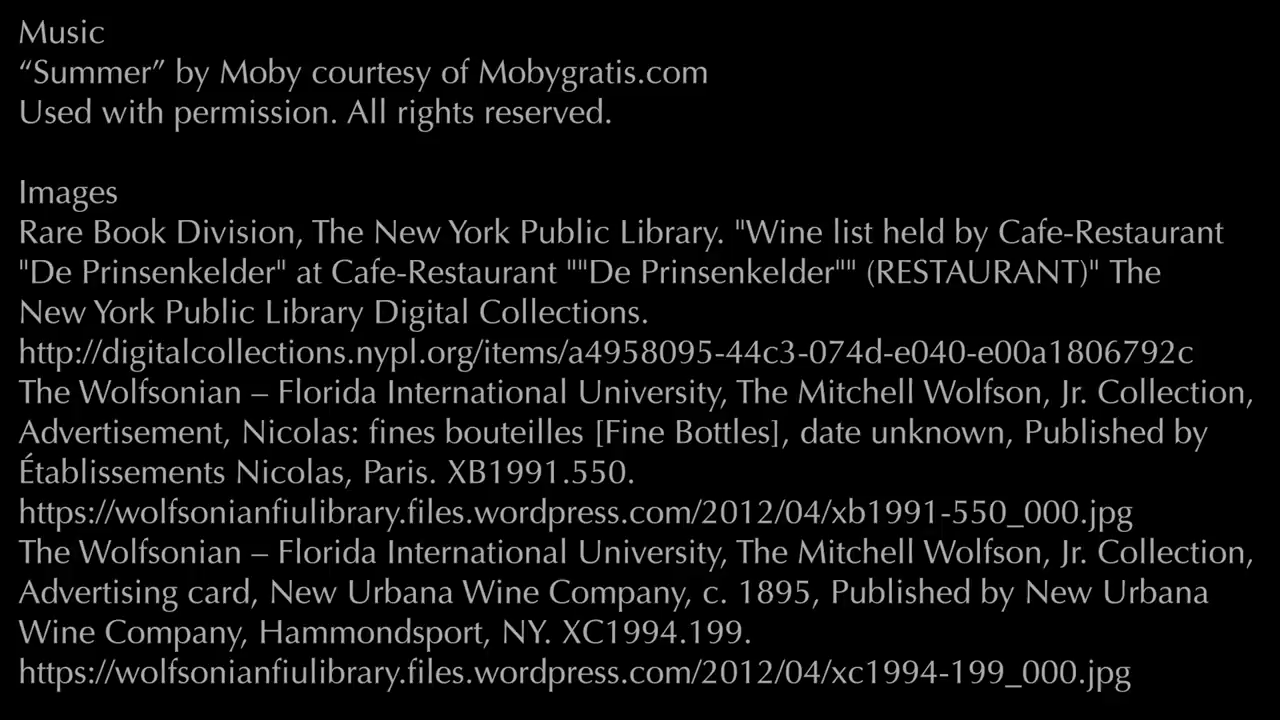 Music
“Summer” by Moby courtesy of Mobygratis.com
Used with permission. All rights reserved.
Images
Rare Book Division, The New York Public Library. "Wine list held by Cafe-Restaurant
"De Prinsenkelder" at Cafe-Restaurant ""De Prinsenkelder"" (RESTAURANT)" The
New York Public Library Digital Collections.
http://digitalcollections.nypl.org/items/a4958095-44c3-074d-e040-e00a1806792c
The Wolfsonian – Florida International University, The Mitchell Wolfson, Jr. Collection,
Advertisement, Nicolas: fines bouteilles [Fine Bottles], date unknown, Published by
Établissements Nicolas, Paris. XB1991.550.
https://wolfsonianfiulibrary.files.wordpress.com/2012/04/xb1991-550_000.jpg
The Wolfsonian – Florida International University, The Mitchell Wolfson, Jr. Collection,
Advertising card, New Urbana Wine Company, c. 1895, Published by New Urbana
Wine Company, Hammondsport, NY. XC1994.199.
https://wolfsonianfiulibrary.files.wordpress.com/2012/04/xc1994-199_000.jpg